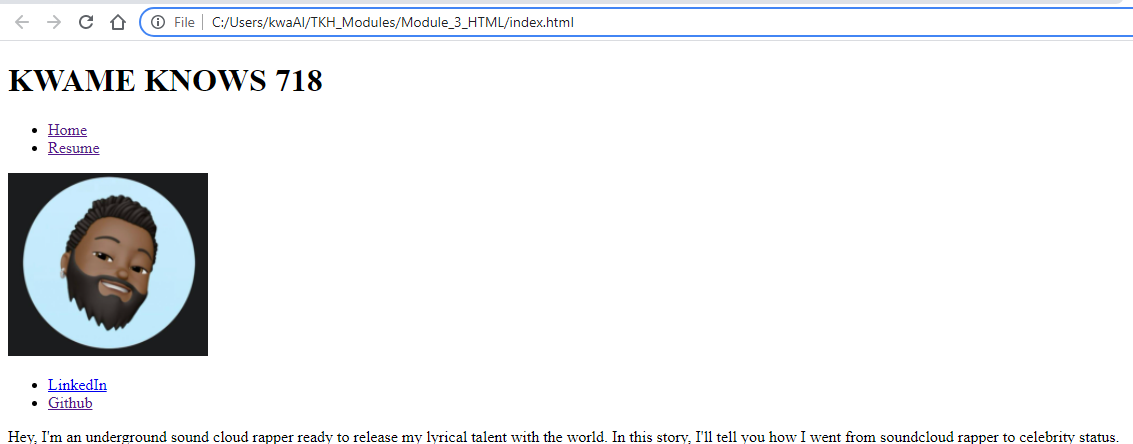 File C:/Users/kwaAl/TKH_Modules/Module_3_HTML/index.html
KWAME KNOWS 718
Home
Resume
LinkedIn
Github
Hey, I'm an underground sound cloud rapper ready to release my lyrical talent with the world. In this story, I'll tell you how I went from soundcloud rapper to celebrity status.